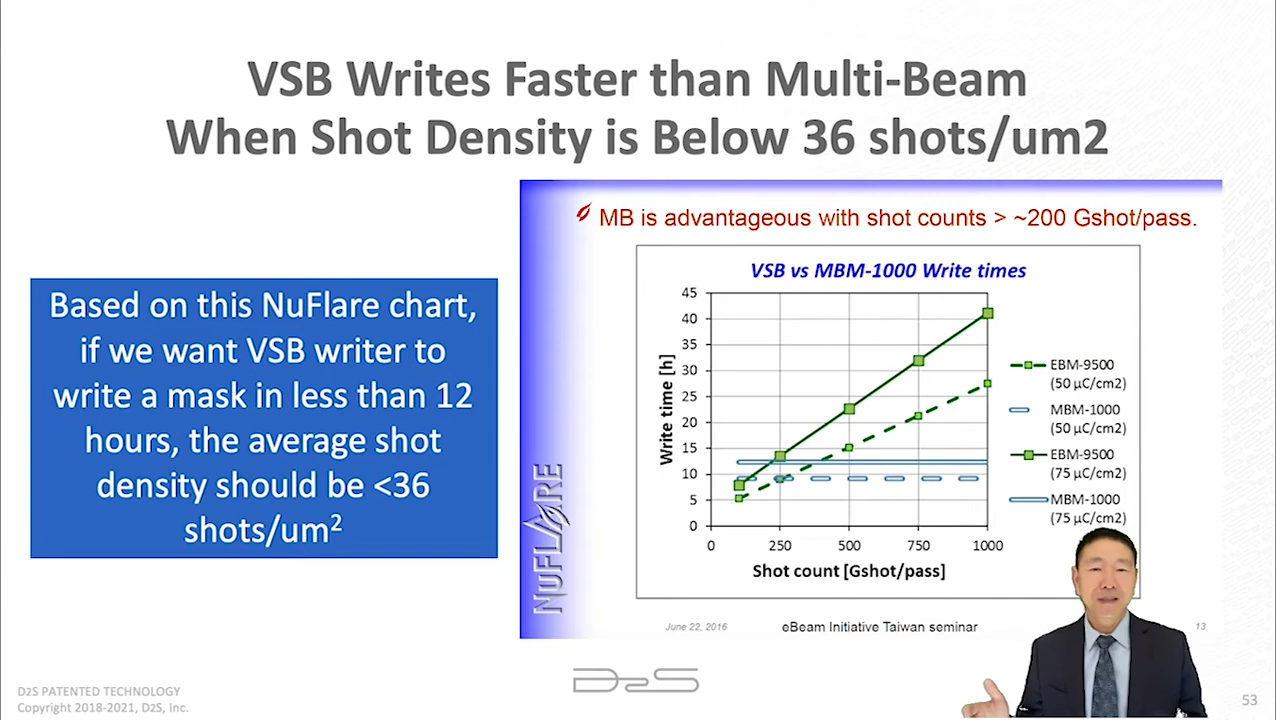 VSB Writes Faster than Multi-Beam
When Shot Density is Below 36 shots/um2
Based on this NuFlare chart,
if we want VSB writer to
write a mask in less than 12
hours, the average shot
density should be <36
shots/um²
MB is advantageous with shot counts > ~200 Gshot/pass.
VSB vs MBM-1000 Write times
Write time [h]
45
40
35
30
25
20
15
10
5
0
0 250 500 750 1000
Shot count [Gshot/pass]
EBM-9500
(50 µC/cm2)
MBM-1000
(50 µC/cm2)
EBM-9500
(75 µC/cm2)
MBM-1000
(75 µC/cm2)
NUFLARE
June 22, 2016 eBeam Initiative Taiwan seminar 13
D2S
D2S PATENTED TECHNOLOGY
Copyright 2018-2021, D2S, Inc.
53